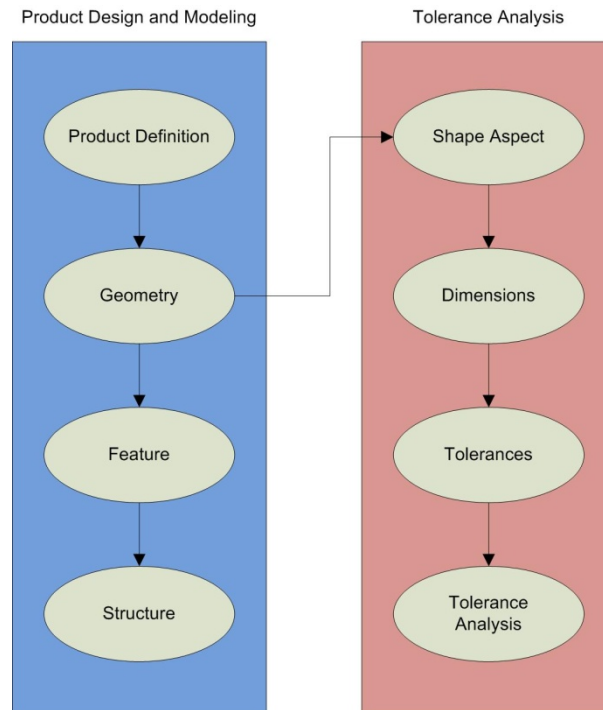 Product Design and Modeling
Product Definition
Geometry
Feature
Structure
Tolerance Analysis
Shape Aspect
Dimensions
Tolerances
Tolerance
Analysis